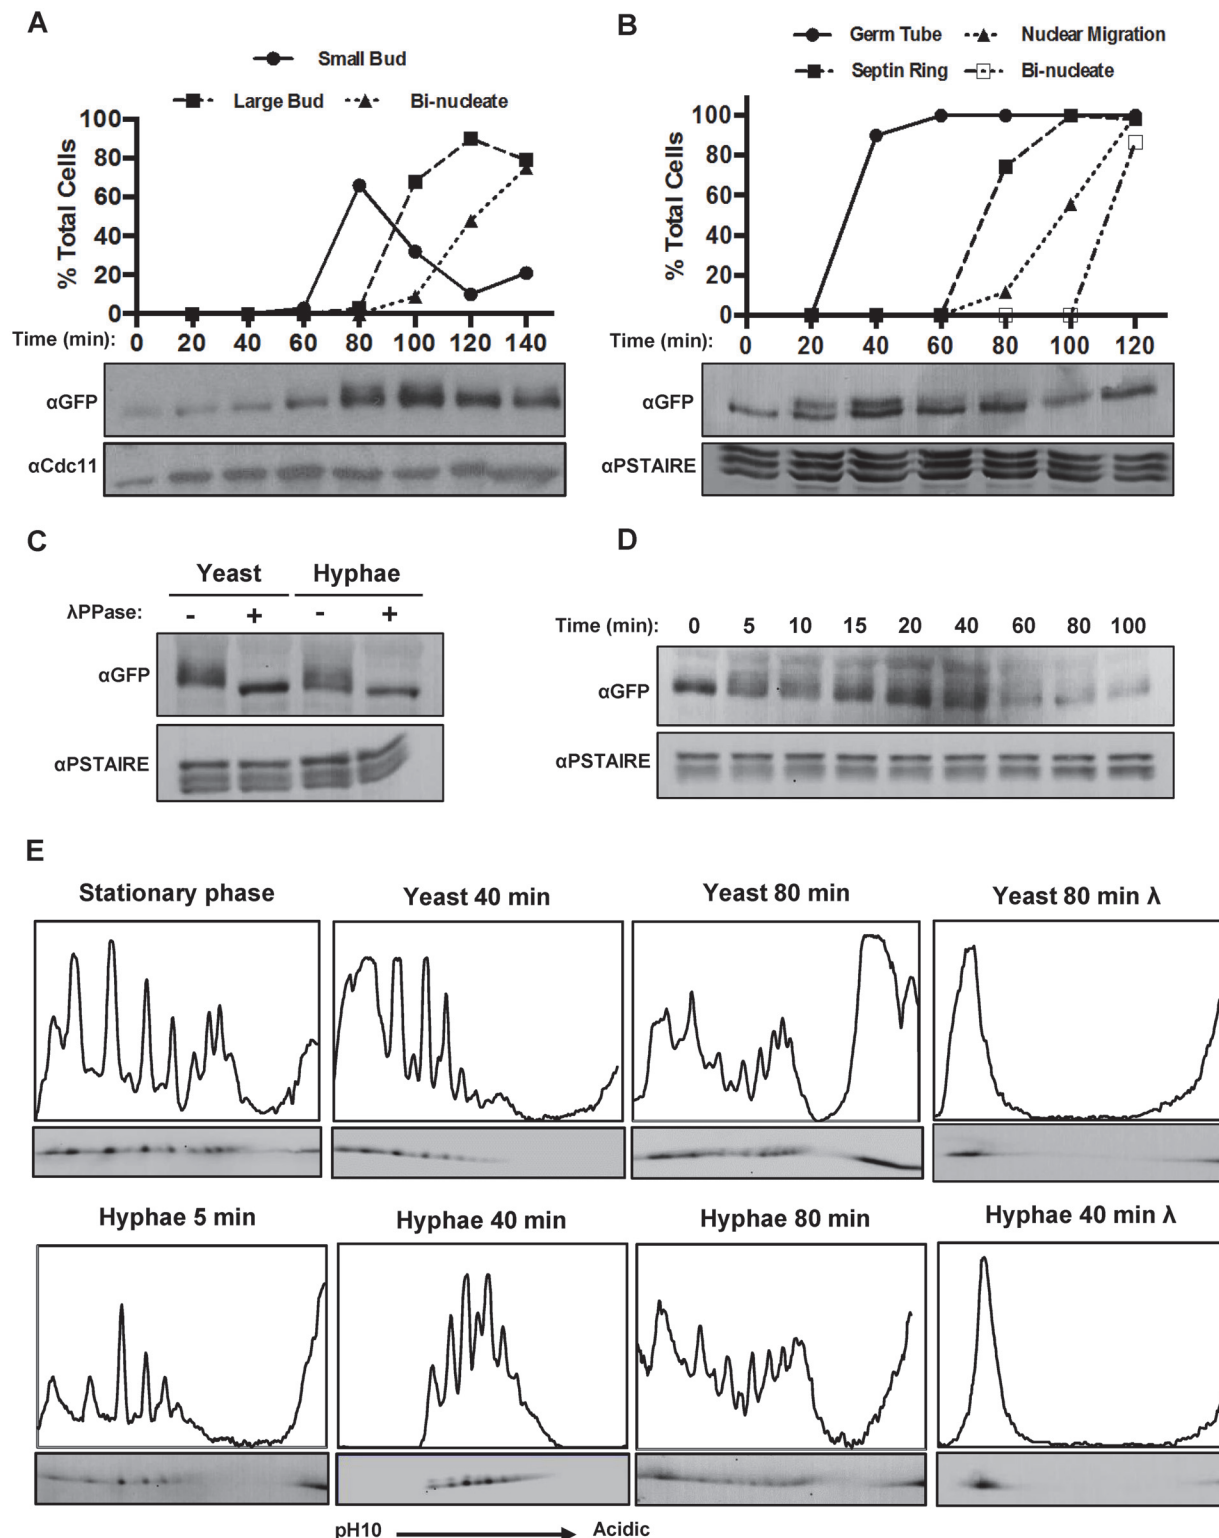 A
Small Bud
Large Bud Bi-nucleate
% Total Cells
100
80
60
40
20
0
Time (min): 0 20 40 60 80 100 120 140
αGFP
αCdc11
B
Germ Tube Nuclear Migration
Septin Ring Bi-nucleate
% Total Cells
100
80
60
40
20
0
Time (min): 0 20 40 60 80 100 120
αGFP
αPSTAIRE
C
Yeast Hyphae
λPPase: - + - +
αGFP
αPSTAIRE
D
Time (min): 0 5 10 15 20 40 60 80 100
αGFP
αPSTAIRE
E
Stationary phase Yeast 40 min Yeast 80 min Yeast 80 min λ
Hyphae 5 min Hyphae 40 min Hyphae 80 min Hyphae 40 min λ
pH10 Acidic